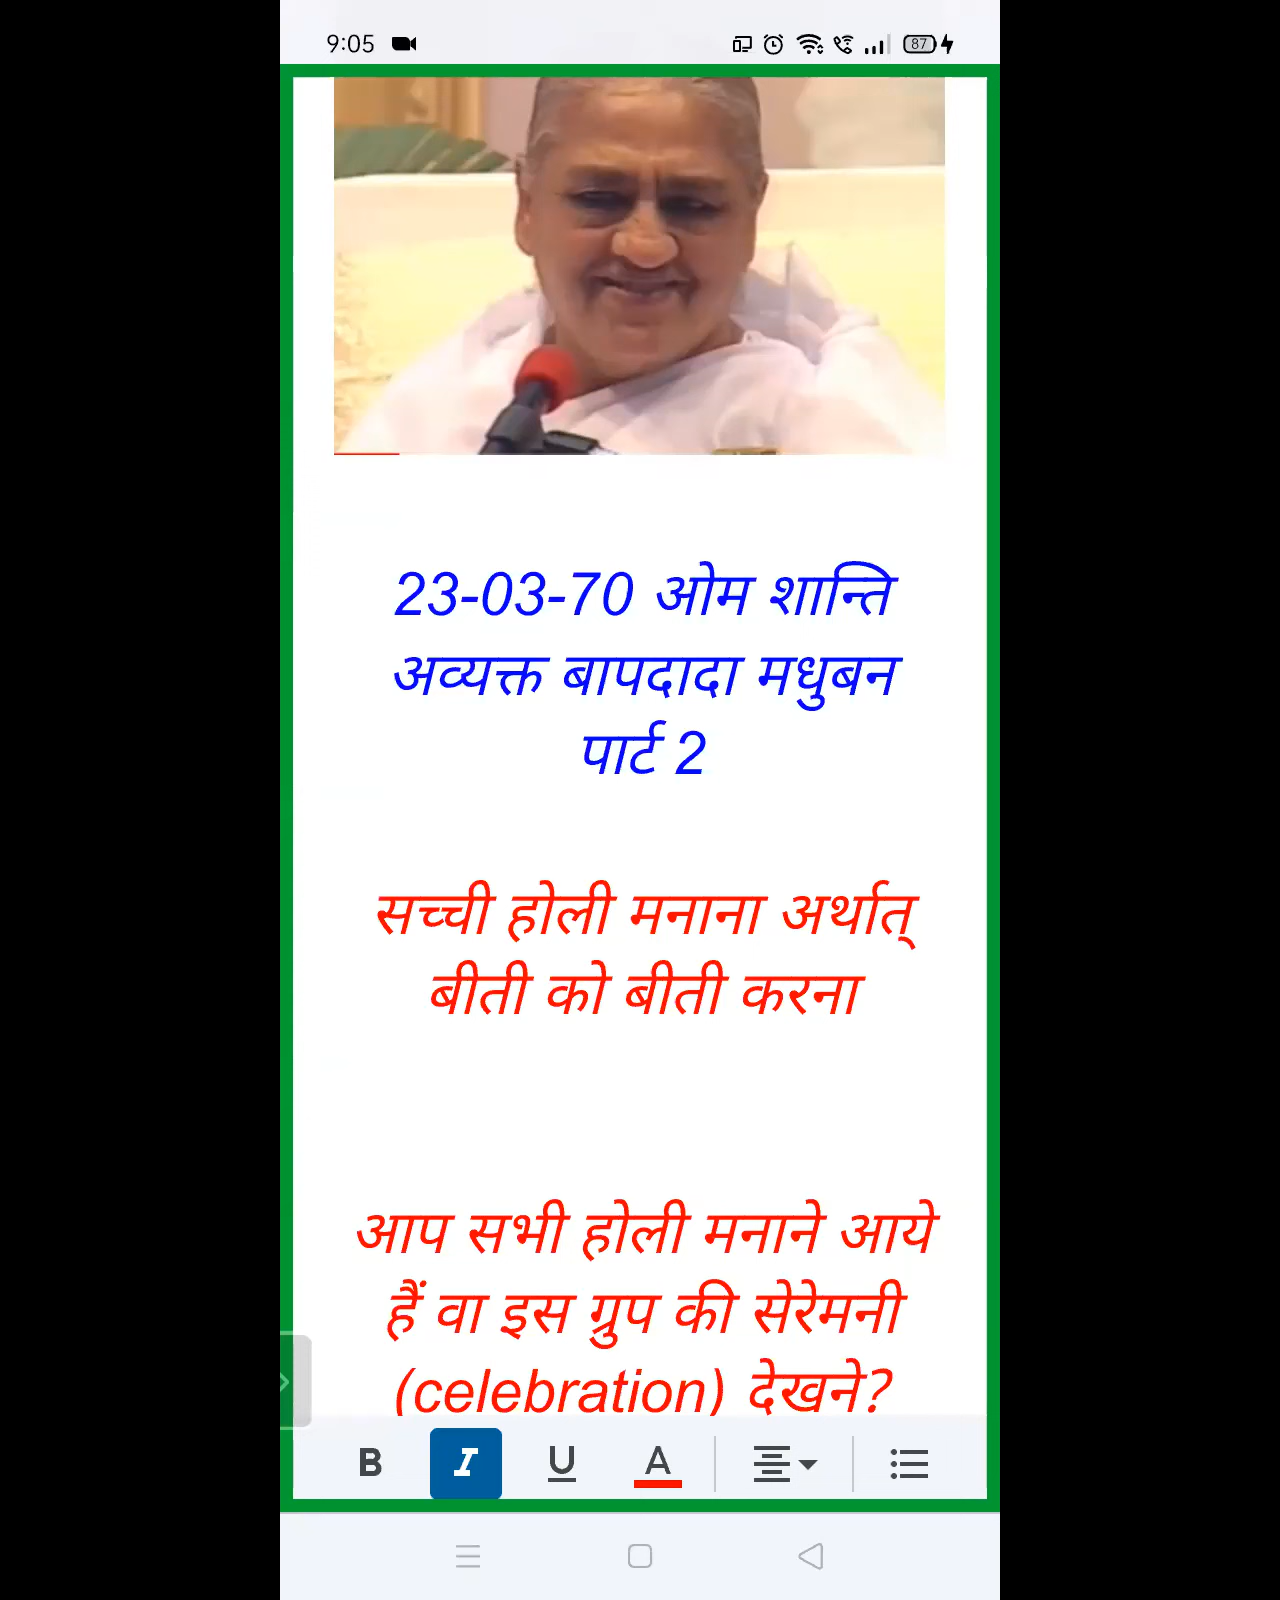 9:05
87
23-03-70 ओम शान्ति
अव्यक्त बापदादा मधुबन
पार्ट 2
सच्ची होली मनाना अर्थात्
बीती को बीती करना
आप सभी होली मनाने आये
हैं वा इस ग्रुप की सेरेमनी
(celebration) देखने?
B I U A